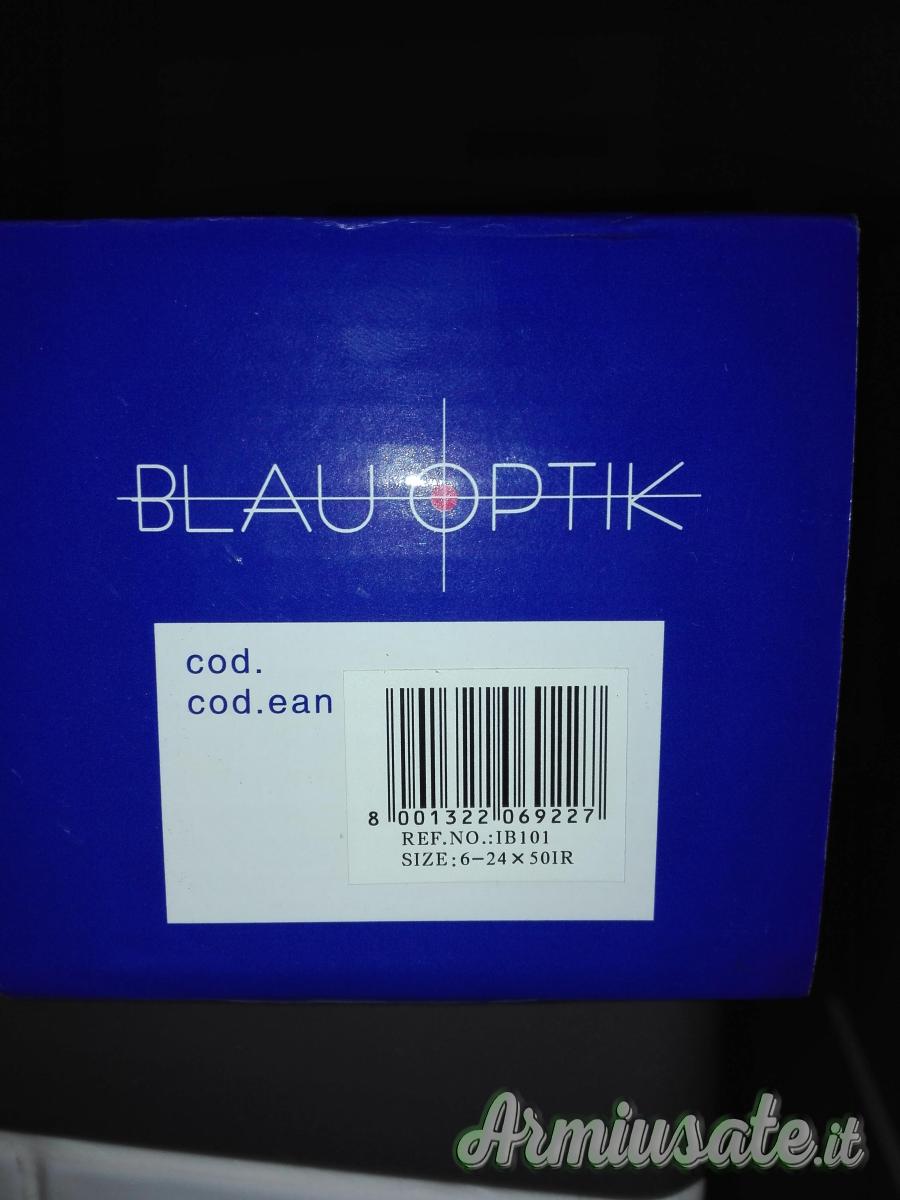 BLAU OPTIK
cod.
cod.ean
8 001322 069227
REF.NO.:IB101
SIZE:6-24×50IR
Armiusate.it